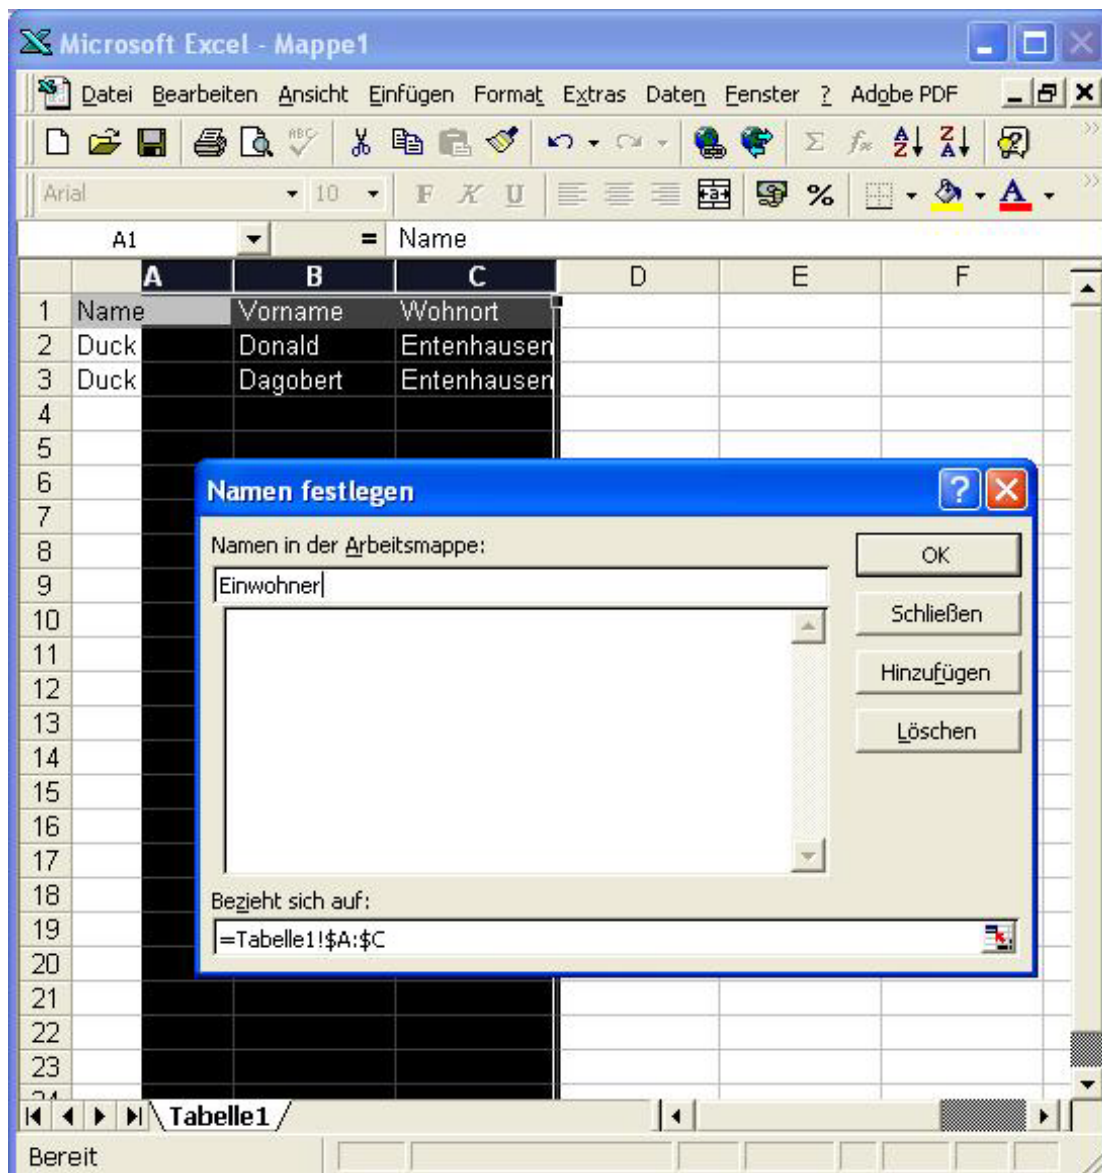 Microsoft Excel - Mappe1
Datei Bearbeiten Ansicht Einfügen Format Extras Daten Fenster ? Adobe PDF
Arial 10 F K U %
A1 = Name
A B C D E F
1 Name Vorname Wohnort
2 Duck Donald Entenhausen
3 Duck Dagobert Entenhausen
4
5
6
7
8
9
10
11
12
13
14
15
16
17
18
19
20
21
22
23
24
Namen festlegen
Namen in der Arbeitsmappe:
Einwohner
OK
Schließen
Hinzufügen
Löschen
Bezieht sich auf:
=Tabelle1!$A:$C
Tabelle1
Bereit